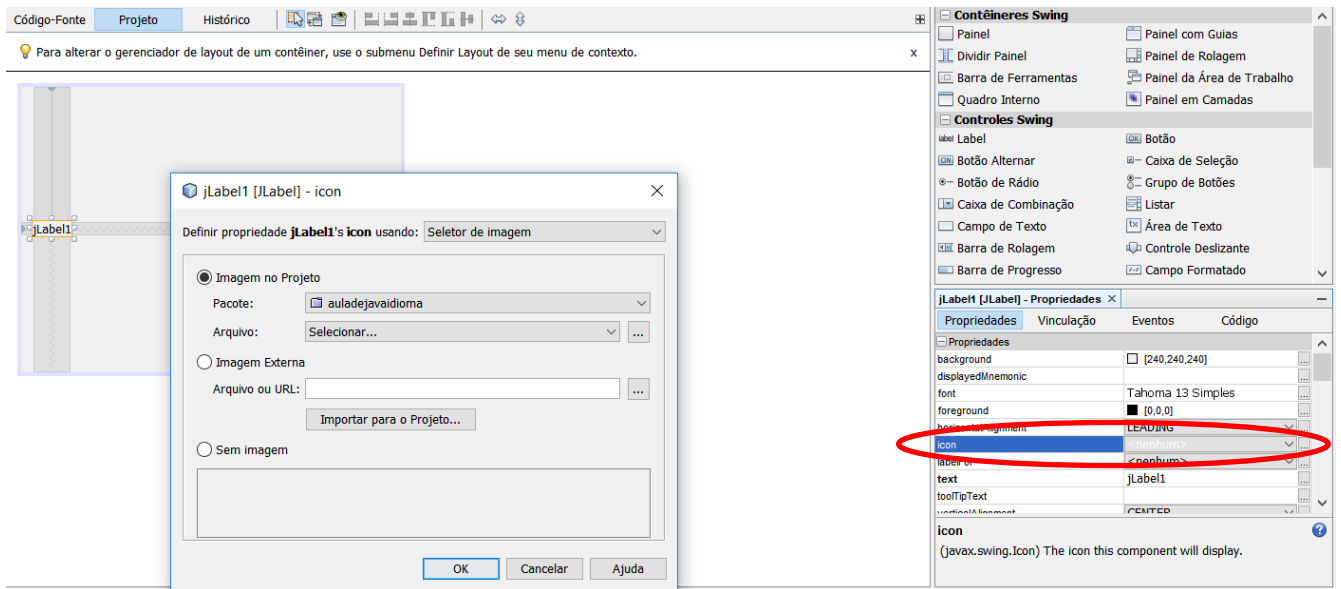 Código-Fonte Projeto Histórico
Para alterar o gerenciador de layout de um contêiner, use o submenu Definir Layout de seu menu de contexto. x
jLabel1
jLabel1 [JLabel] - icon
Definir propriedade jLabel1's icon usando: Seletor de imagem
Imagem no Projeto
Pacote: auladejavaidioma
Arquivo: Selecionar... ...
Imagem Externa
Arquivo ou URL: ...
Importar para o Projeto...
Sem imagem
OK Cancelar Ajuda
Contêineres Swing
Painel Painel com Guias
Dividir Painel Painel de Rolagem
Barra de Ferramentas Painel da Área de Trabalho
Quadro Interno Painel em Camadas
Controles Swing
label Label OK Botão
ON Botão Alternar Caixa de Seleção
Botão de Rádio Grupo de Botões
Caixa de Combinação Listar
Campo de Texto tx Área de Texto
Barra de Rolagem Controle Deslizante
Barra de Progresso Campo Formatado
jLabel1 [JLabel] - Propriedades
Propriedades Vinculação Eventos Código
Propriedades
background [240,240,240] ...
displayedMnemonic ...
font Tahoma 13 Simples ...
foreground [0,0,0] ...
horizontalAlignment LEADING ...
icon <nenhum> ...
labelFor <nenhum> ...
text jLabel1 ...
toolTipText ...
verticalAlignment CENTER
icon
(javax.swing.Icon) The icon this component will display.